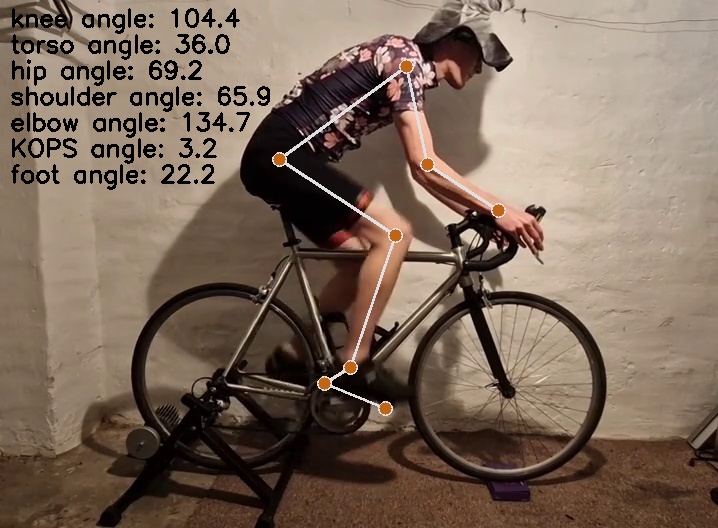 knee angle: 104.4
torso angle: 36.0
hip angle: 69.2
shoulder angle: 65.9
elbow angle: 134.7
KOPS angle: 3.2
foot angle: 22.2